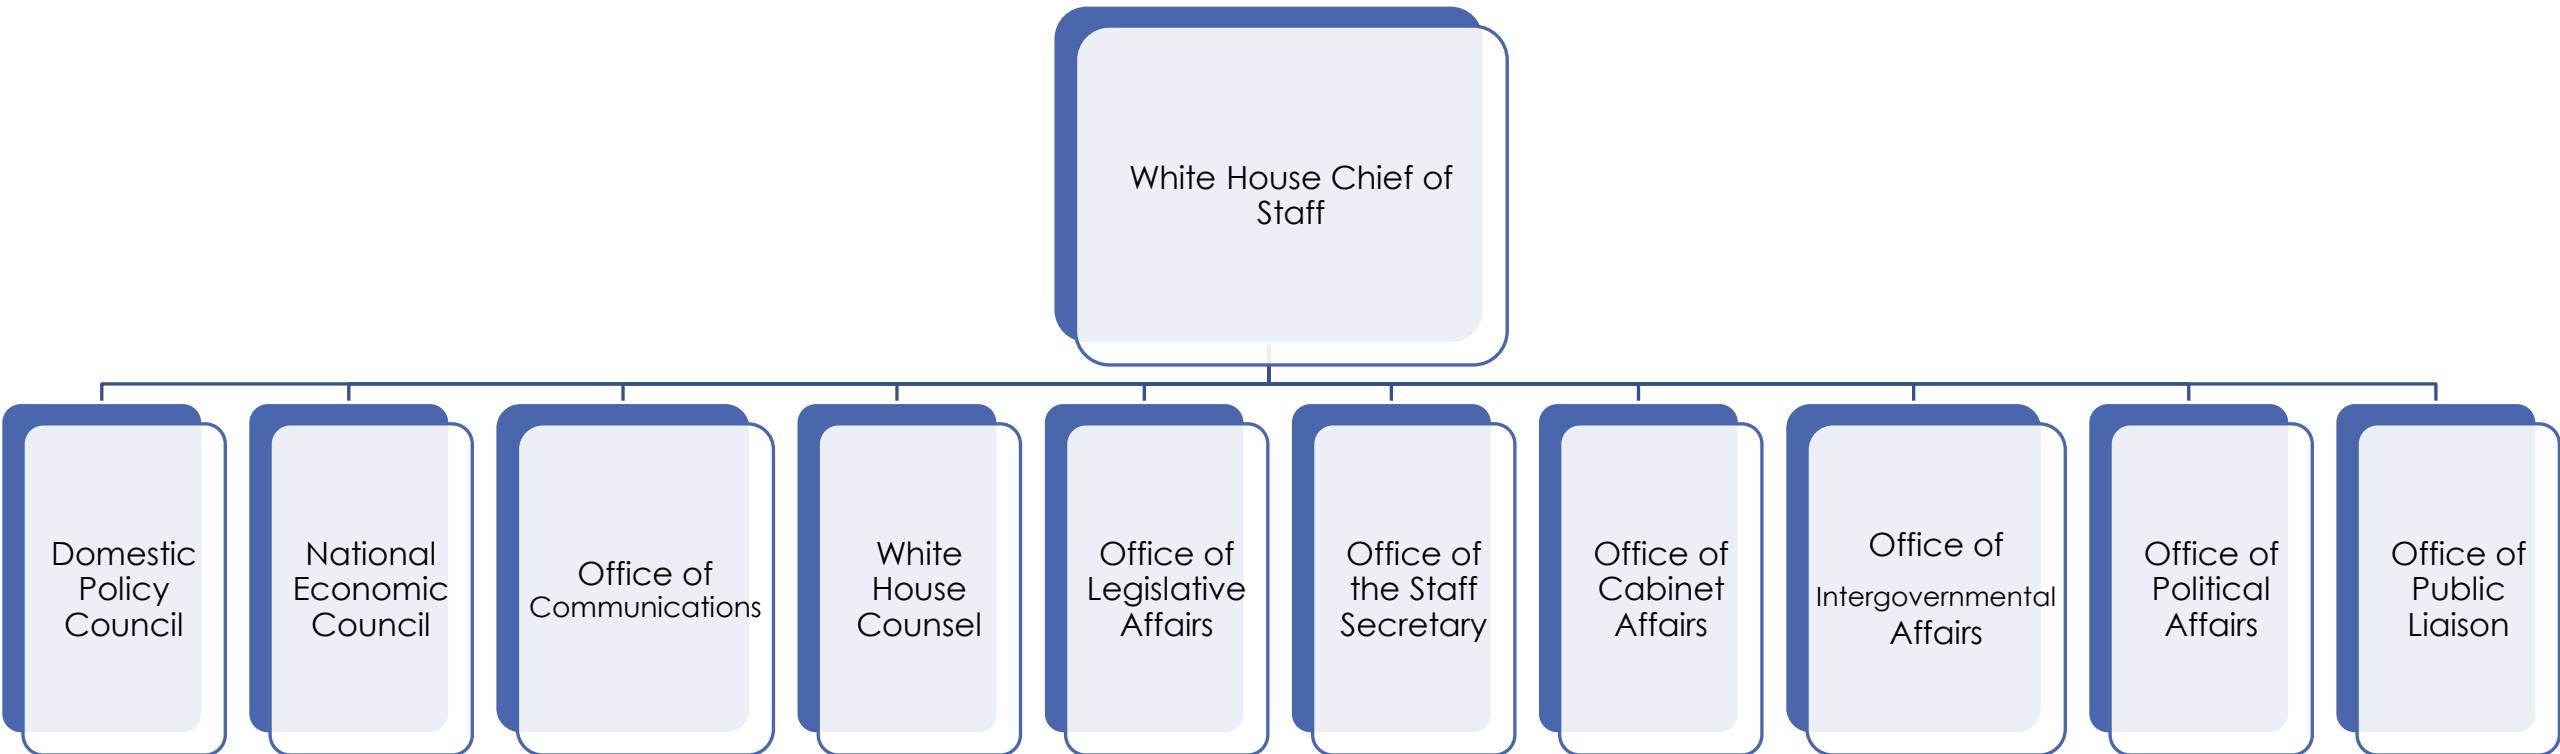 White House Chief of
Staff
Domestic
Policy
Council
National
Economic
Council
Office of
Communications
White
House
Counsel
Office of
Legislative
Affairs
Office of
the Staff
Secretary
Office of
Cabinet
Affairs
Office of
Intergovernmental
Affairs
Office of
Political
Affairs
Office of
Public
Liaison